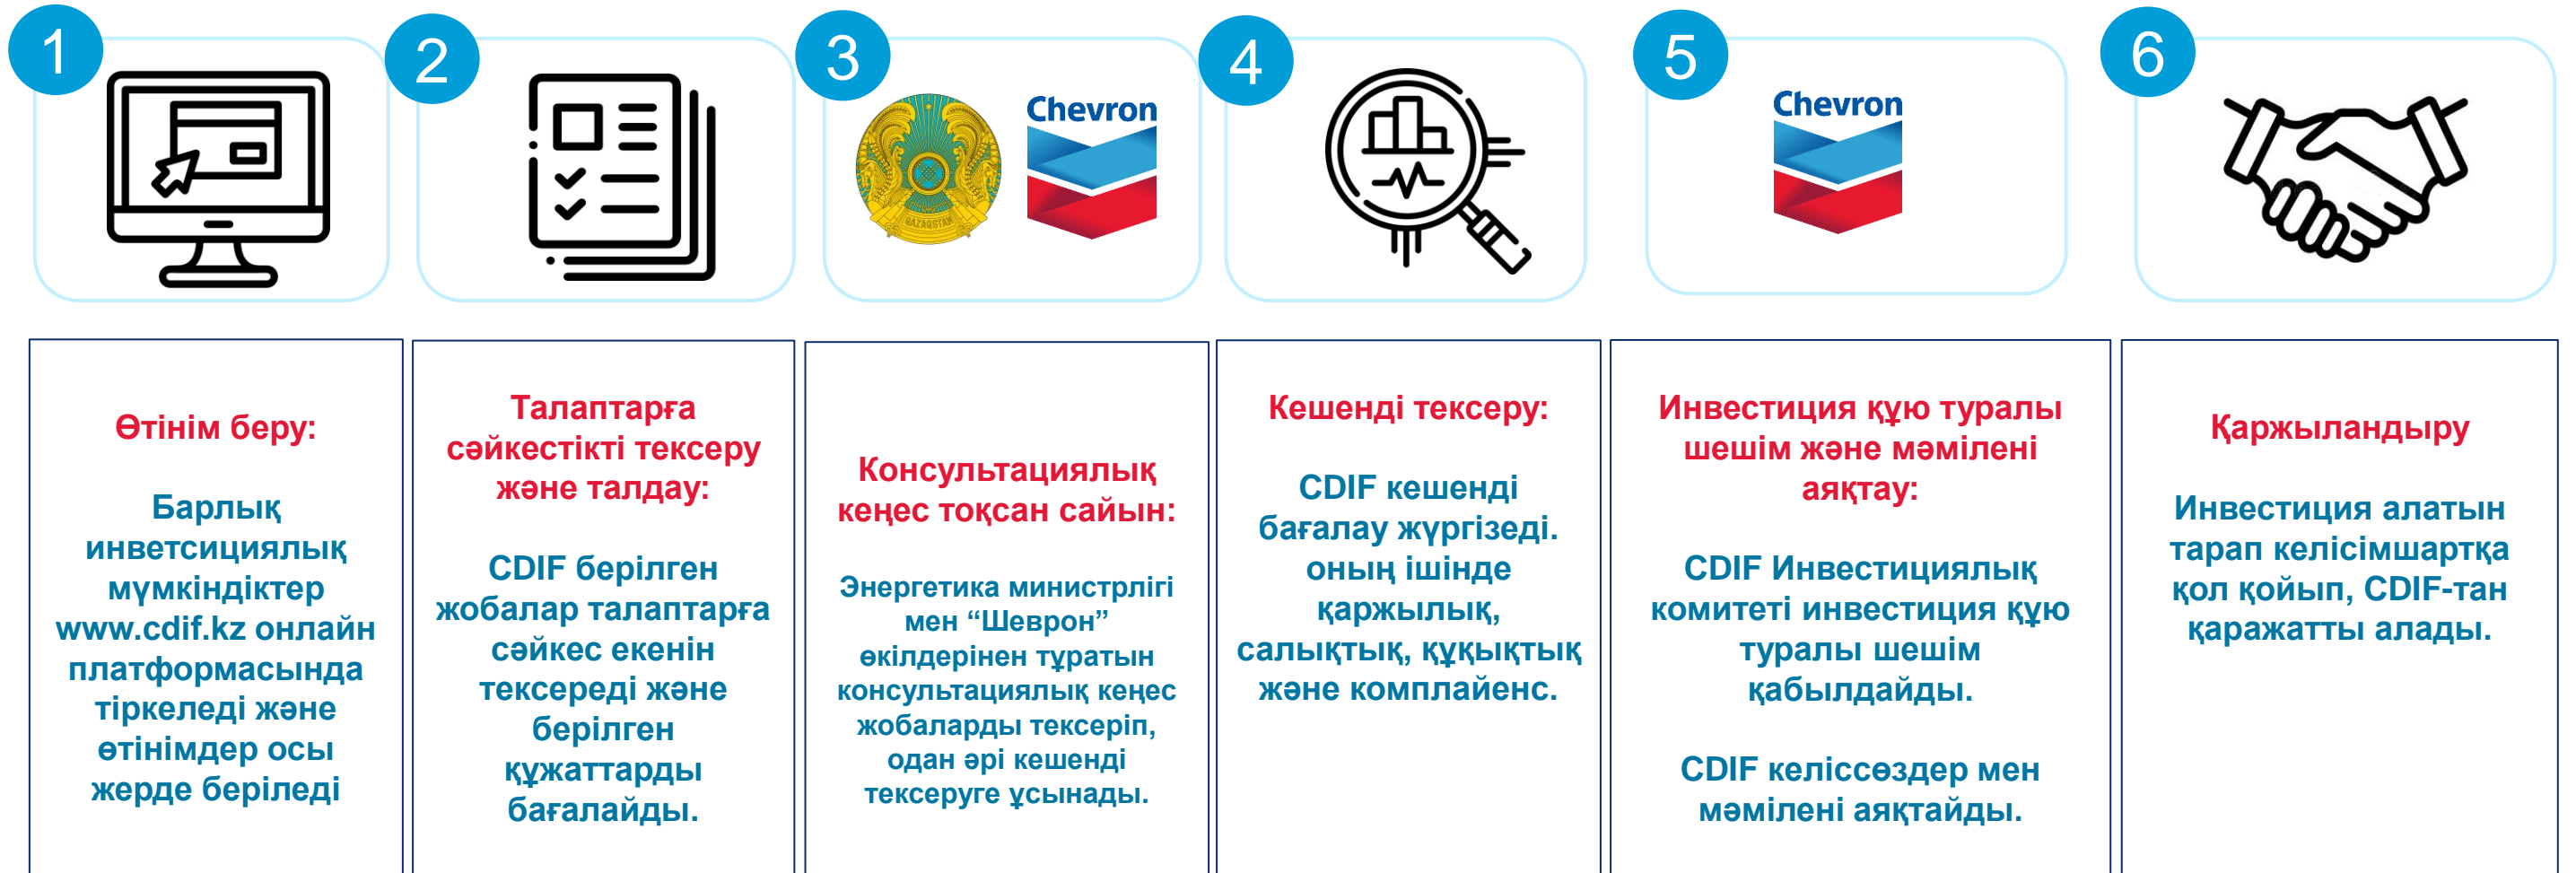 1
2
3
4
5
6
QAZAQSTAN
Chevron
Chevron
Өтінім беру:
Барлық
инветсициялық
мүмкіндіктер
www.cdif.kz онлайн
платформасында
тіркеледі және
өтінімдер осы
жерде беріледі
Талаптарға
сәйкестікті тексеру
және талдау:
CDIF берілген
жобалар талаптарға
сәйкес екенін
тексереді және
берілген
құжаттарды
бағалайды.
Консультациялық
кеңес тоқсан сайын:
Энергетика министрлігі
мен “Шеврон”
өкілдерінен тұратын
консультациялық кеңес
жобаларды тексеріп,
одан әрі кешенді
тексеруге ұсынады.
Кешенді тексеру:
CDIF кешенді
бағалау жүргізеді.
оның ішінде
қаржылық,
салықтық, құқықтық
және комплайенс.
Инвестиция құю туралы
шешім және мәмілені
аяқтау:
CDIF Инвестициялық
комитеті инвестиция құю
туралы шешім
қабылдайды.
CDIF келіссөздер мен
мәмілені аяқтайды.
Қаржыландыру
Инвестиция алатын
тарап келісімшартқа
қол қойып, CDIF-тан
қаражатты алады.